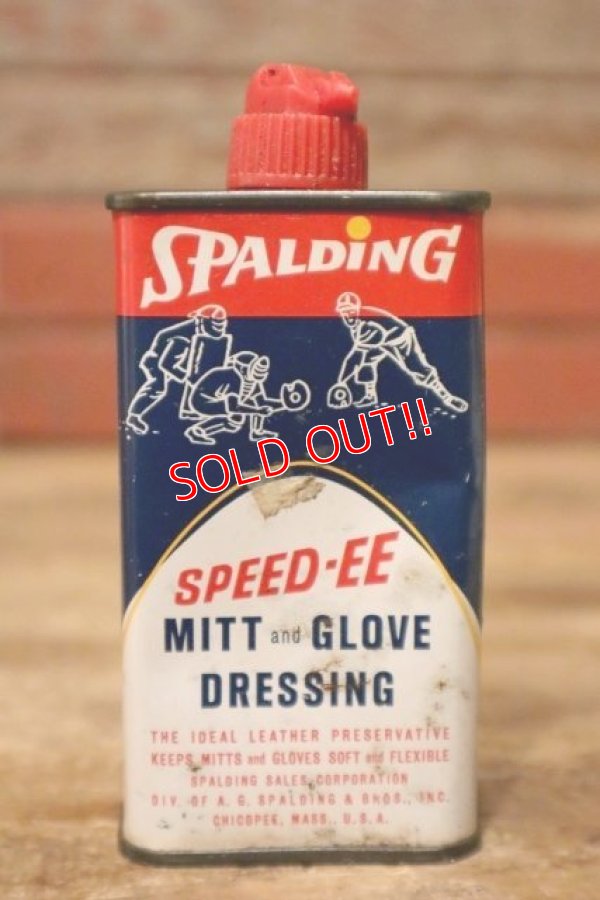 SPALDING
SOLD OUT!!
SPEED-EE
MITT and GLOVE
DRESSING
THE IDEAL LEATHER PRESERVATIVE
KEEPS MITTS and GLOVES SOFT and FLEXIBLE
SPALDING SALES CORPORATION
DIV. OF A. G. SPALDING & BROS., INC.
CHICOPEE, MASS., U.S.A.